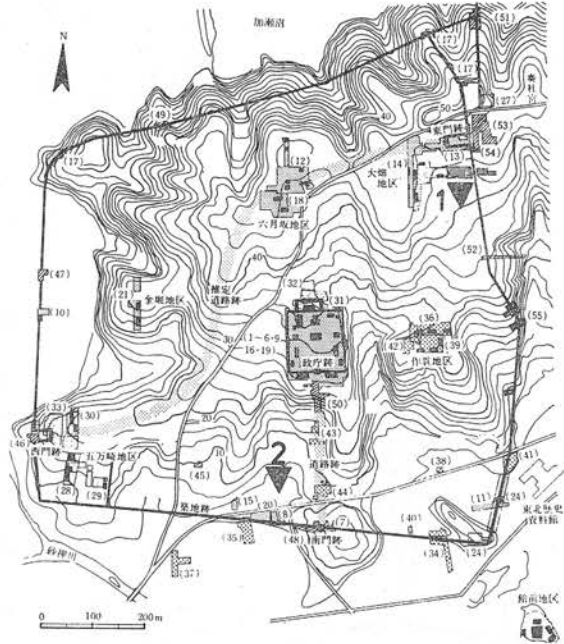 加瀬沼
N
(51)
(17)
(17)
(27)
50
40
(49)
(53)
東門跡
(12)
(17)
(14)
(13)
(54)
大畑
地区
(18)
1
六月坂地区
40
(52)
(47)
(32)
(21)
金堀地区
推定
道路跡
(31)
(10)
(55)
(36)
30
(1~6・9
16・19)
(42)
(39)
政庁跡
作貫地区
(50)
(33)
(30)
20
(43)
(46)
西門跡
五万崎地区
10
2
道路跡
(38)
(41)
(45)
(28)
(29)
(44)
(15)
(11)
(24)
築地跡
(20)
(8)
(7)
(40)
東北歴史
資料館
(35)
(48)
南門跡
(34)
(24)
砂押川
(37)
館前地区
0 100 200m